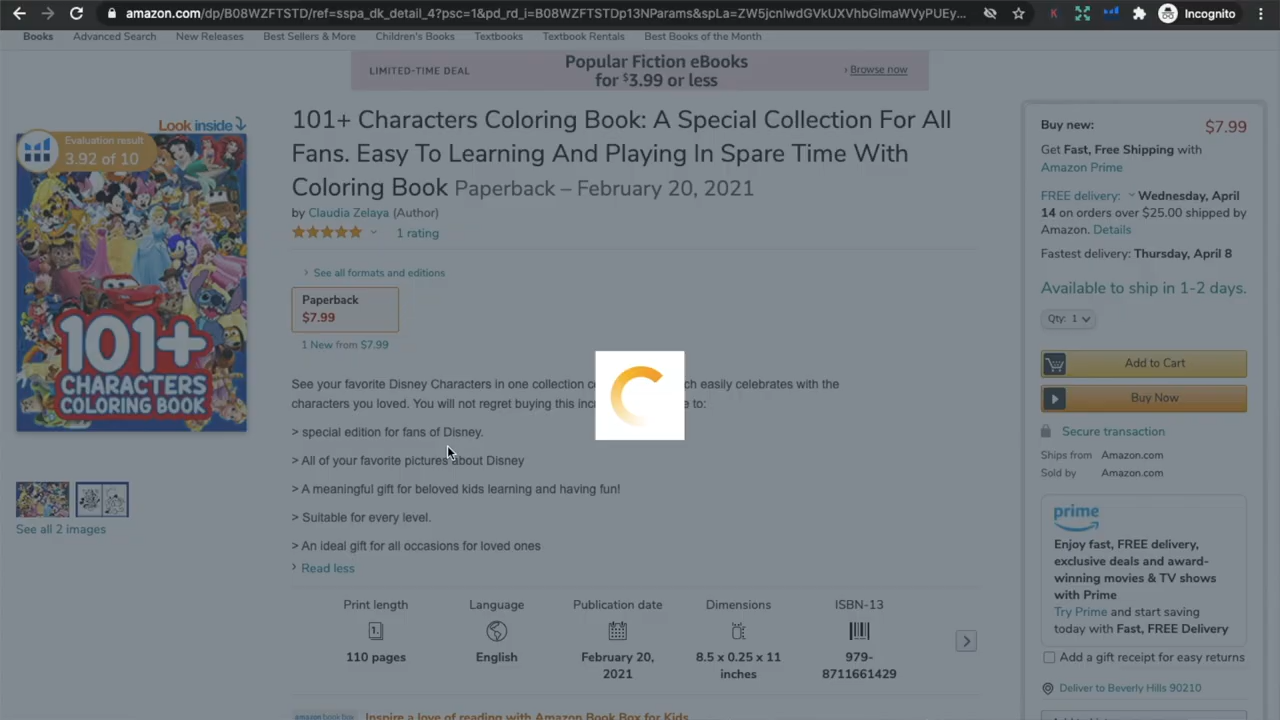 amazon.com/dp/B08WZFTSTD/ref=sspa_dk_detail_4?psc=1&pd_rd_i=B08WZFTSTDp13NParams&spLa=ZW5jcnlwdGVkUXVhbGlmaWVyPUEy...
Incognito
Books Advanced Search New Releases Best Sellers & More Children's Books Textbooks Textbook Rentals Best Books of the Month
LIMITED-TIME DEAL
Popular Fiction eBooks
for $3.99 or less
› Browse now
Look inside
Evaluation result
3.92 of 10
101+
CHARACTERS
COLORING BOOK
See all 2 images
101+ Characters Coloring Book: A Special Collection For All
Fans. Easy To Learning And Playing In Spare Time With
Coloring Book Paperback – February 20, 2021
by Claudia Zelaya (Author)
1 rating
› See all formats and editions
Paperback
$7.99
1 New from $7.99
See your favorite Disney Characters in one collection easily celebrates with the
characters you loved. You will not regret buying this to:
> special edition for fans of Disney.
> All of your favorite pictures about Disney
> A meaningful gift for beloved kids learning and having fun!
> Suitable for every level.
> An ideal gift for all occasions for loved ones
› Read less
Print length
110 pages
Language
English
Publication date
February 20,
2021
Dimensions
8.5 x 0.25 x 11
inches
ISBN-13
979-
8711661429
amazon book box Inspire a love of reading with Amazon Book Box for Kids
Buy new: $7.99
Get Fast, Free Shipping with
Amazon Prime
FREE delivery: Wednesday, April
14 on orders over $25.00 shipped by
Amazon. Details
Fastest delivery: Thursday, April 8
Available to ship in 1-2 days.
Qty: 1
Add to Cart
Buy Now
Secure transaction
Ships from Amazon.com
Sold by Amazon.com
prime
Enjoy fast, FREE delivery,
exclusive deals and award-
winning movies & TV shows
with Prime
Try Prime and start saving
today with Fast, FREE Delivery
Add a gift receipt for easy returns
Deliver to Beverly Hills 90210